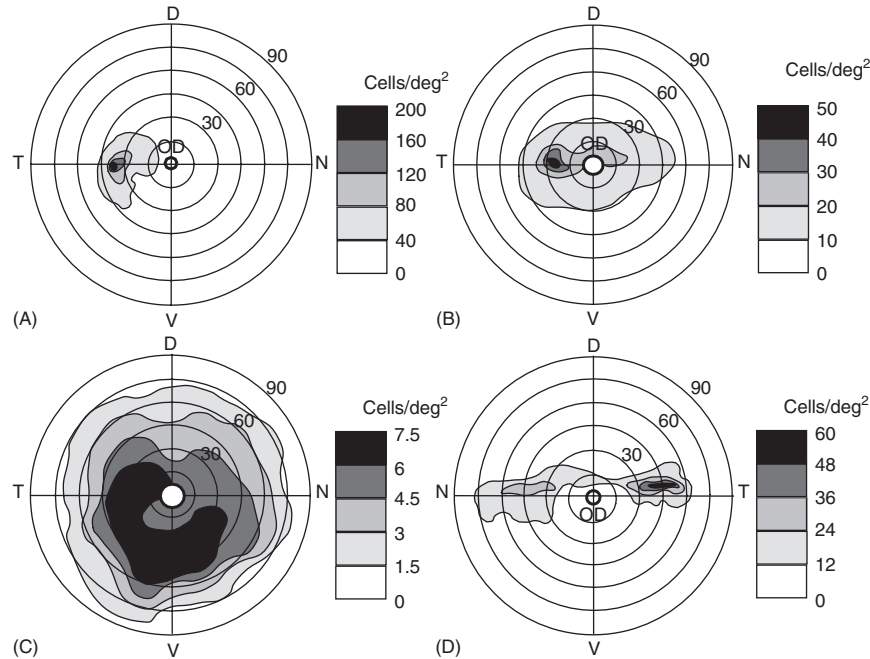 D
90
60
30
OD
T
N
V
(A)
Cells/deg²
200
160
120
80
40
0
D
90
60
30
OD
T
N
V
(B)
Cells/deg²
50
40
30
20
10
0
D
90
60
30
T
N
V
(C)
Cells/deg²
7.5
6
4.5
3
1.5
0
D
90
60
30
OD
N
T
V
(D)
Cells/deg²
60
48
36
24
12
0